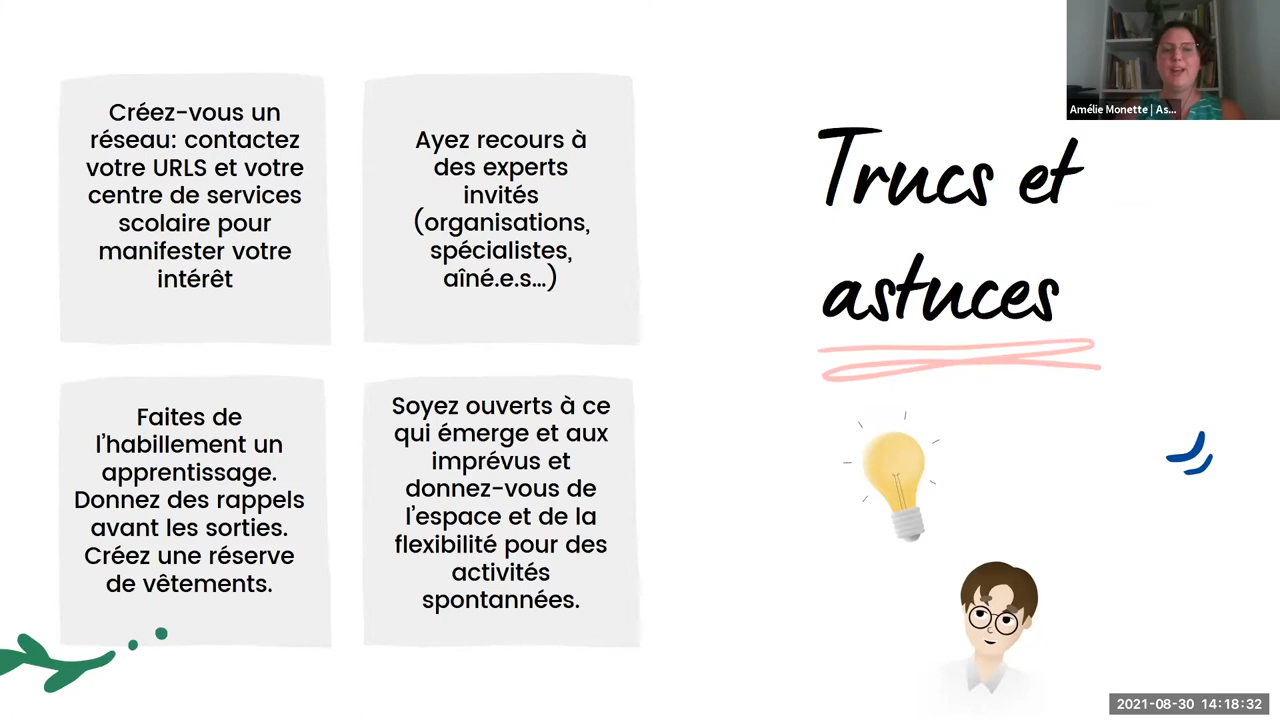 Créez-vous un
réseau: contactez
votre URLS et votre
centre de services
scolaire pour
manifester votre
intérêt
Ayez recours à
des experts
invités
(organisations,
spécialistes,
aîné.e.s...)
Faites de
l'habillement un
apprentissage.
Donnez des rappels
avant les sorties.
Créez une réserve
de vêtements.
Soyez ouverts à ce
qui émerge et aux
imprévus et
donnez-vous de
l'espace et de la
flexibilité pour des
activités
spontannées.
Trucs et
astuces
Amélie Monette | As...
2021-08-30 14:18:32